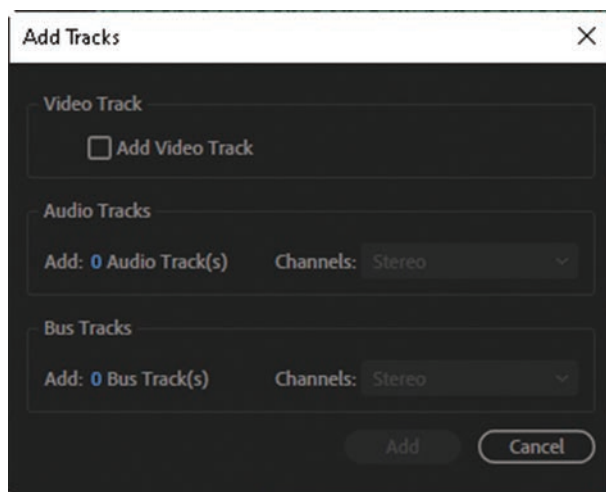 Add Tracks
Video Track
Add Video Track
Audio Tracks
Add: 0 Audio Track(s) Channels: Stereo
Bus Tracks
Add: 0 Bus Track(s) Channels: Stereo
Add Cancel